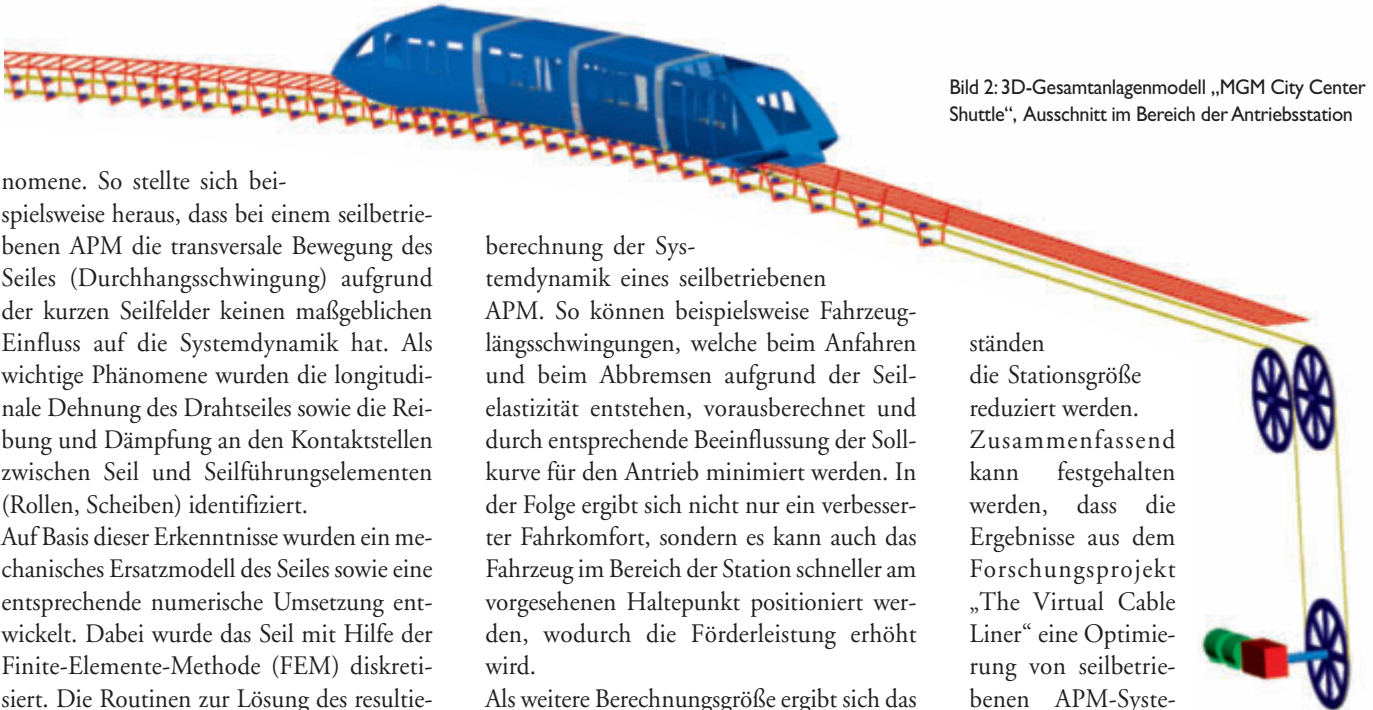 Bild 2: 3D-Gesamtanlagenmodell „MGM City Center
Shuttle“, Ausschnitt im Bereich der Antriebsstation
nomene. So stellte sich bei-
spielsweise heraus, dass bei einem seilbetrie-
benen APM die transversale Bewegung des
Seiles (Durchhangsschwingung) aufgrund
der kurzen Seilfelder keinen maßgeblichen
Einfluss auf die Systemdynamik hat. Als
wichtige Phänomene wurden die longitudi-
nale Dehnung des Drahtseiles sowie die Rei-
bung und Dämpfung an den Kontaktstellen
zwischen Seil und Seilführungselementen
(Rollen, Scheiben) identifiziert.
Auf Basis dieser Erkenntnisse wurden ein me-
chanisches Ersatzmodell des Seiles sowie eine
entsprechende numerische Umsetzung ent-
wickelt. Dabei wurde das Seil mit Hilfe der
Finite-Elemente-Methode (FEM) diskreti-
siert. Die Routinen zur Lösung des resultie-
berechnung der Sys-
temdynamik eines seilbetriebenen
APM. So können beispielsweise Fahrzeug-
längsschwingungen, welche beim Anfahren
und beim Abbremsen aufgrund der Seil-
elastizität entstehen, vorausberechnet und
durch entsprechende Beeinflussung der Soll-
kurve für den Antrieb minimiert werden. In
der Folge ergibt sich nicht nur ein verbesser-
ter Fahrkomfort, sondern es kann auch das
Fahrzeug im Bereich der Station schneller am
vorgesehenen Haltepunkt positioniert wer-
den, wodurch die Förderleistung erhöht
wird.
Als weitere Berechnungsgröße ergibt sich das
ständen
die Stationsgröße
reduziert werden.
Zusammenfassend
kann festgehalten
werden, dass die
Ergebnisse aus dem
Forschungsprojekt
„The Virtual Cable
Liner“ eine Optimie-
rung von seilbetrie-
benen APM-Syste-